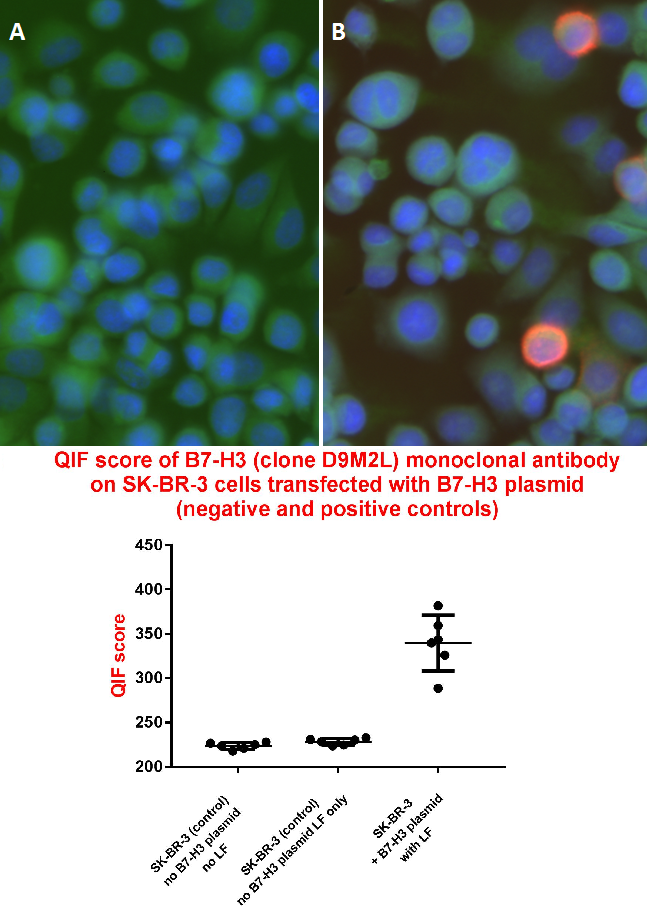 A
B
QIF score of B7-H3 (clone D9M2L) monoclonal antibody
on SK-BR-3 cells transfected with B7-H3 plasmid
(negative and positive controls)
QIF score
450
400
350
300
250
200
SK-BR-3 (control)
no B7-H3 plasmid
no LF
SK-BR-3 (control)
no B7-H3 plasmid LF only
SK-BR-3
+ B7-H3 plasmid
with LF